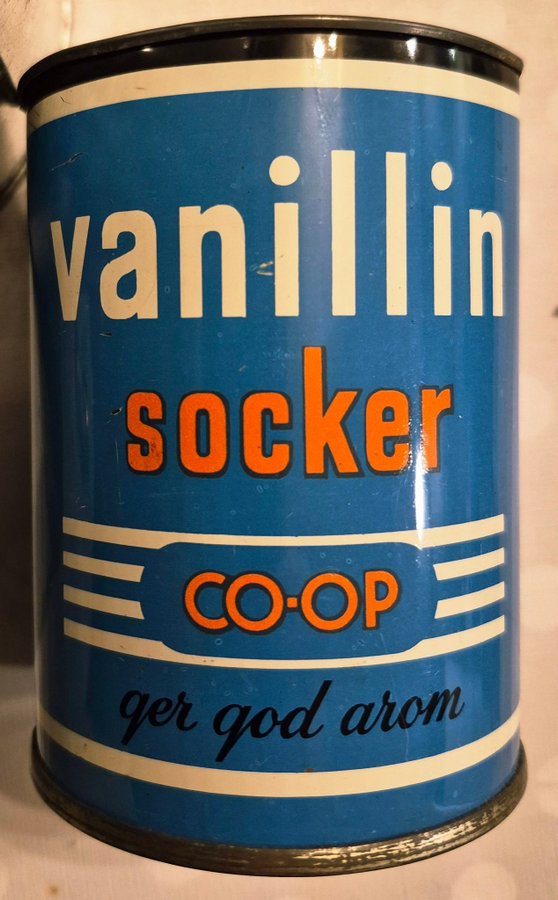 vanillin
socker
CO-OP
ger god arom